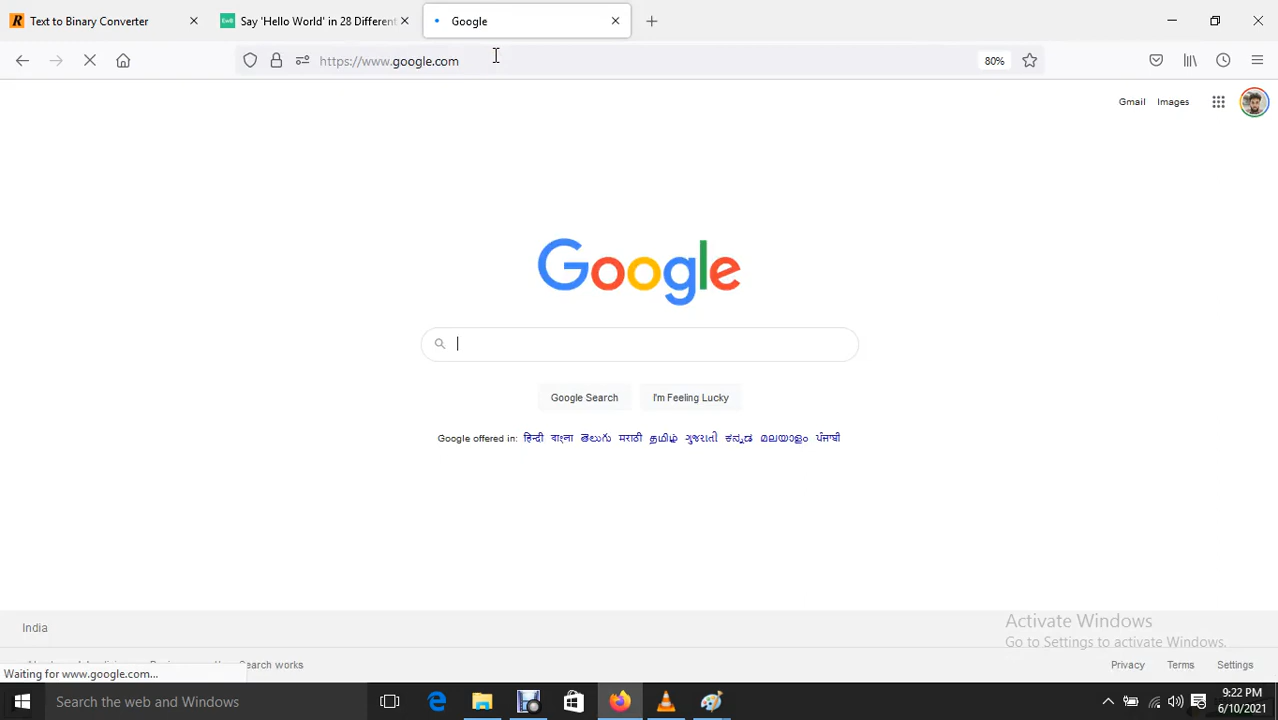 Text to Binary Converter
Say 'Hello World' in 28 Different
Google
https://www.google.com
80%
Gmail Images
Google
Google Search I'm Feeling Lucky
Google offered in: हिन्दी বাংলা తెలుగు मराठी தமிழ் ગુજરાતી ಕನ್ನಡ മലയാളം ਪੰਜਾਬੀ
India
Activate Windows
Go to Settings to activate Windows.
Search works Privacy Terms Settings
Waiting for www.google.com...
Search the web and Windows
9:22 PM
6/10/2021